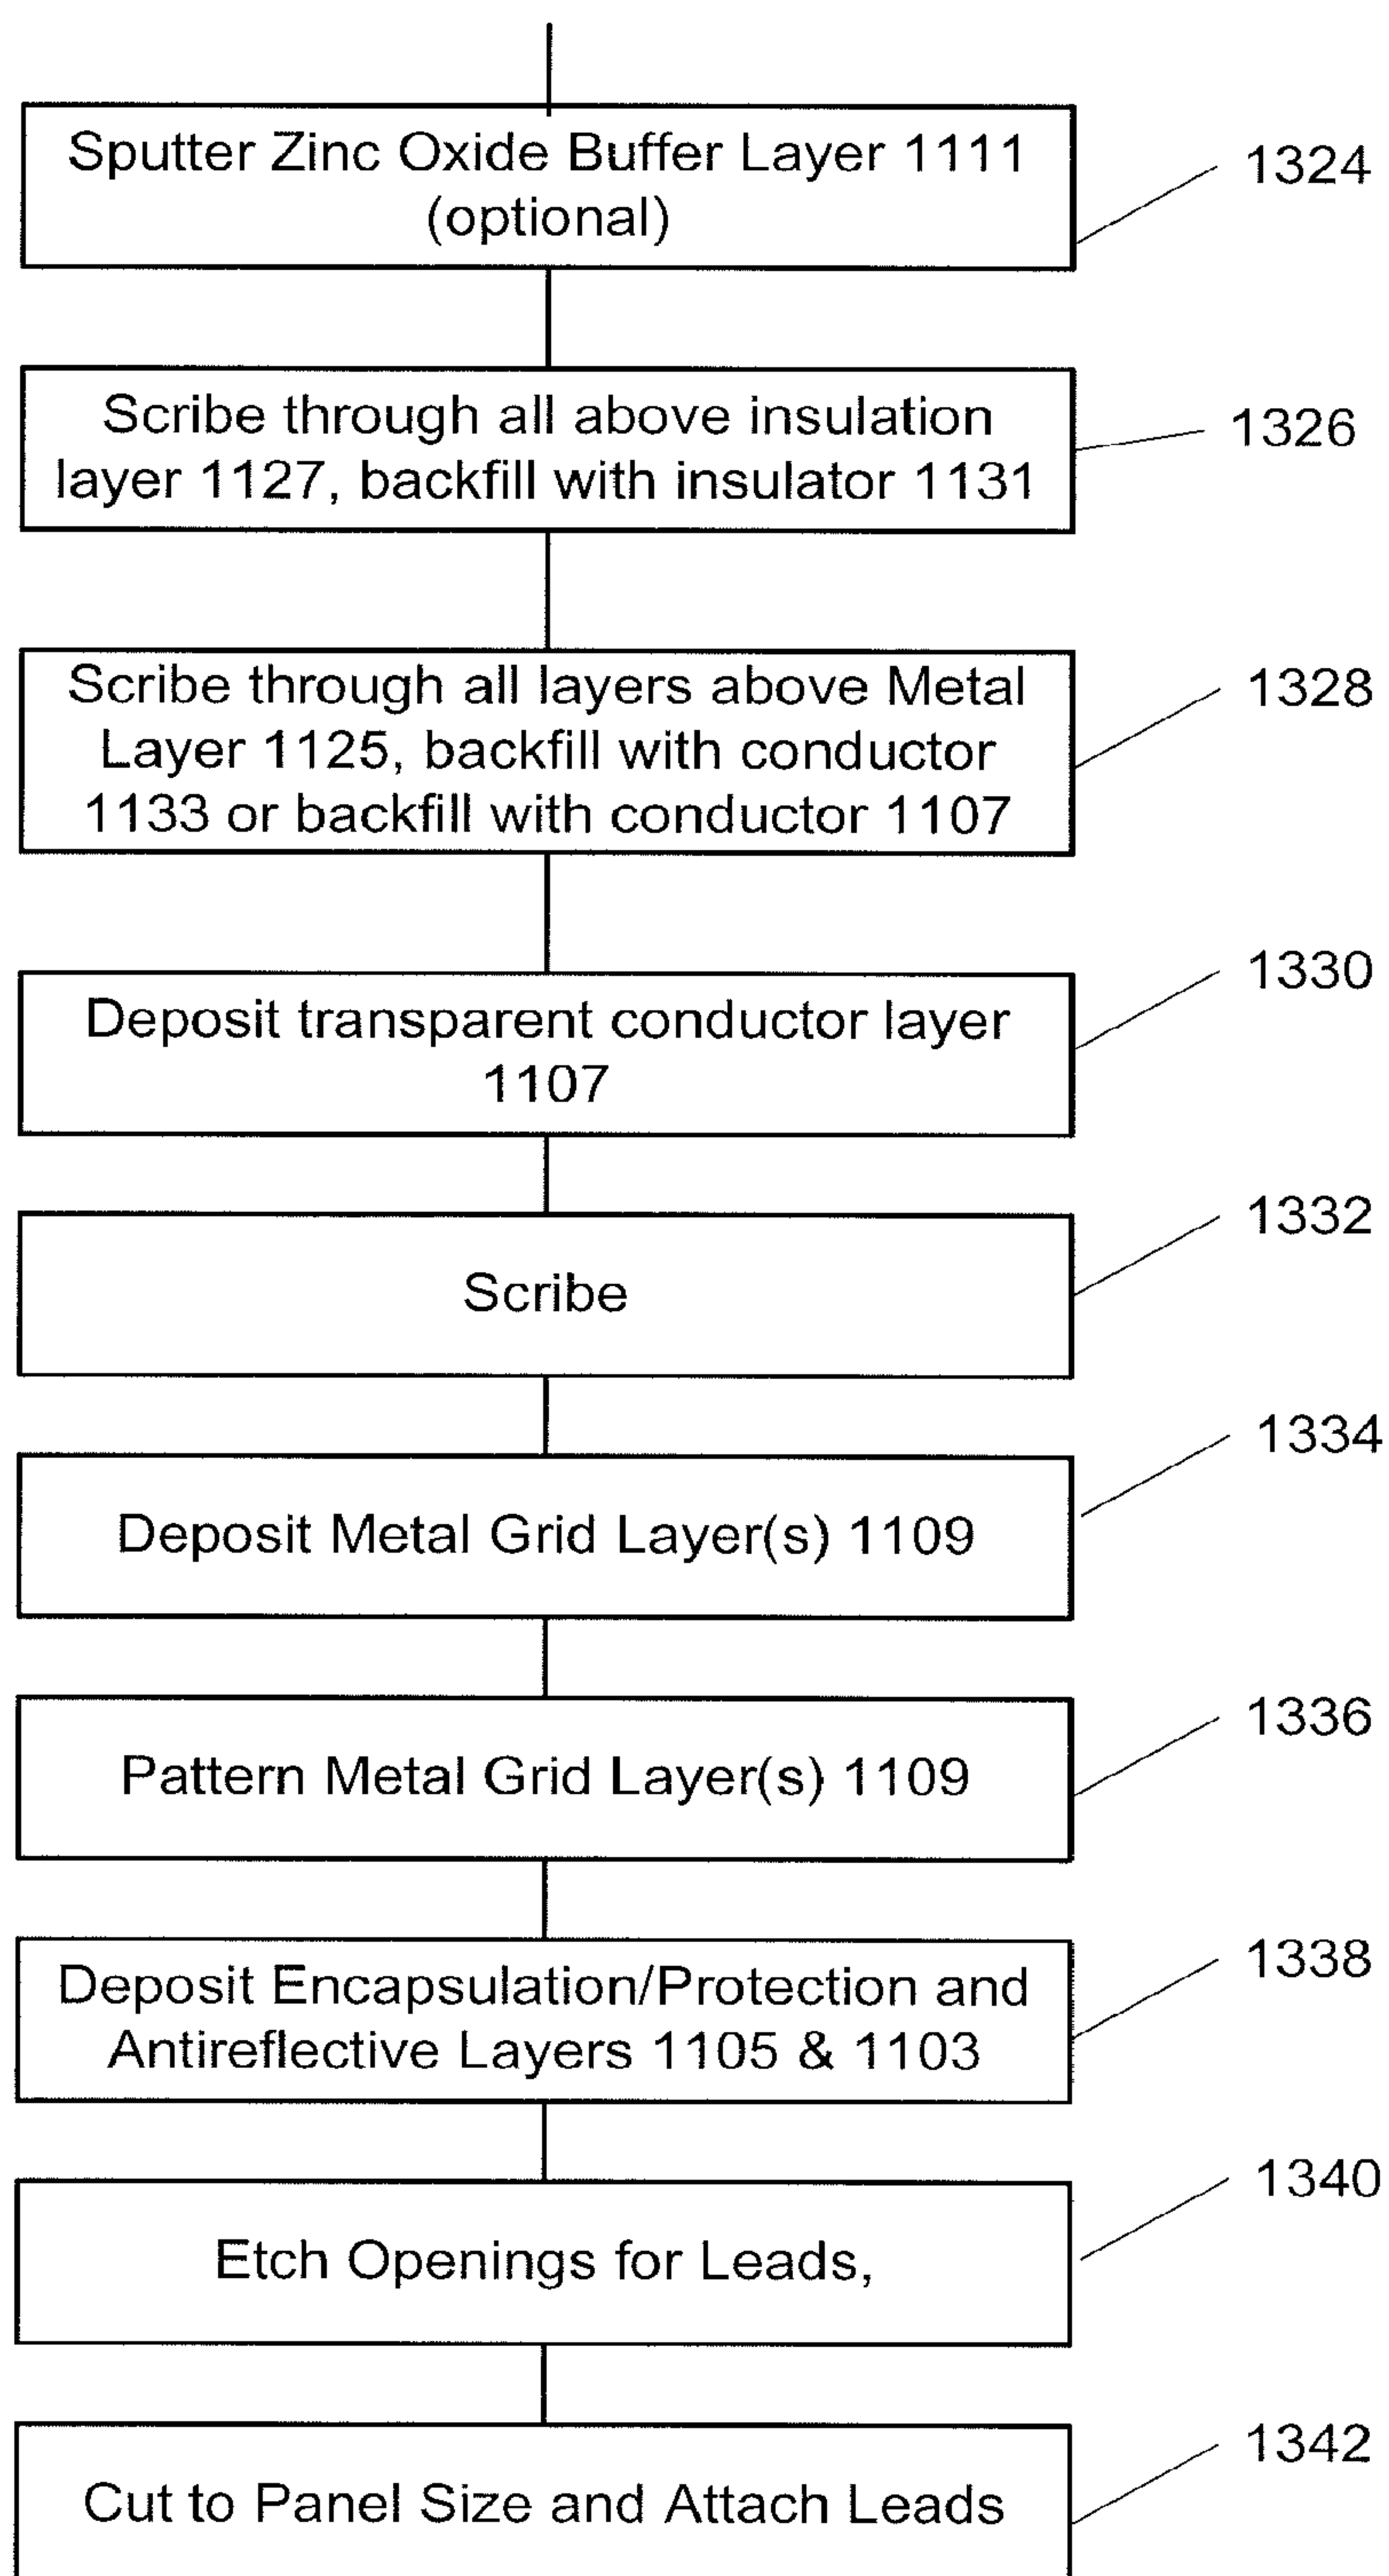 Sputter Zinc Oxide Buffer Layer 1111
(optional)
1324
Scribe through all above insulation
layer 1127, backfill with insulator 1131
1326
Scribe through all layers above Metal
Layer 1125, backfill with conductor
1133 or backfill with conductor 1107
1328
Deposit transparent conductor layer
1107
1330
Scribe
1332
Deposit Metal Grid Layer(s) 1109
1334
Pattern Metal Grid Layer(s) 1109
1336
Deposit Encapsulation/Protection and
Antireflective Layers 1105 & 1103
1338
Etch Openings for Leads,
1340
Cut to Panel Size and Attach Leads
1342